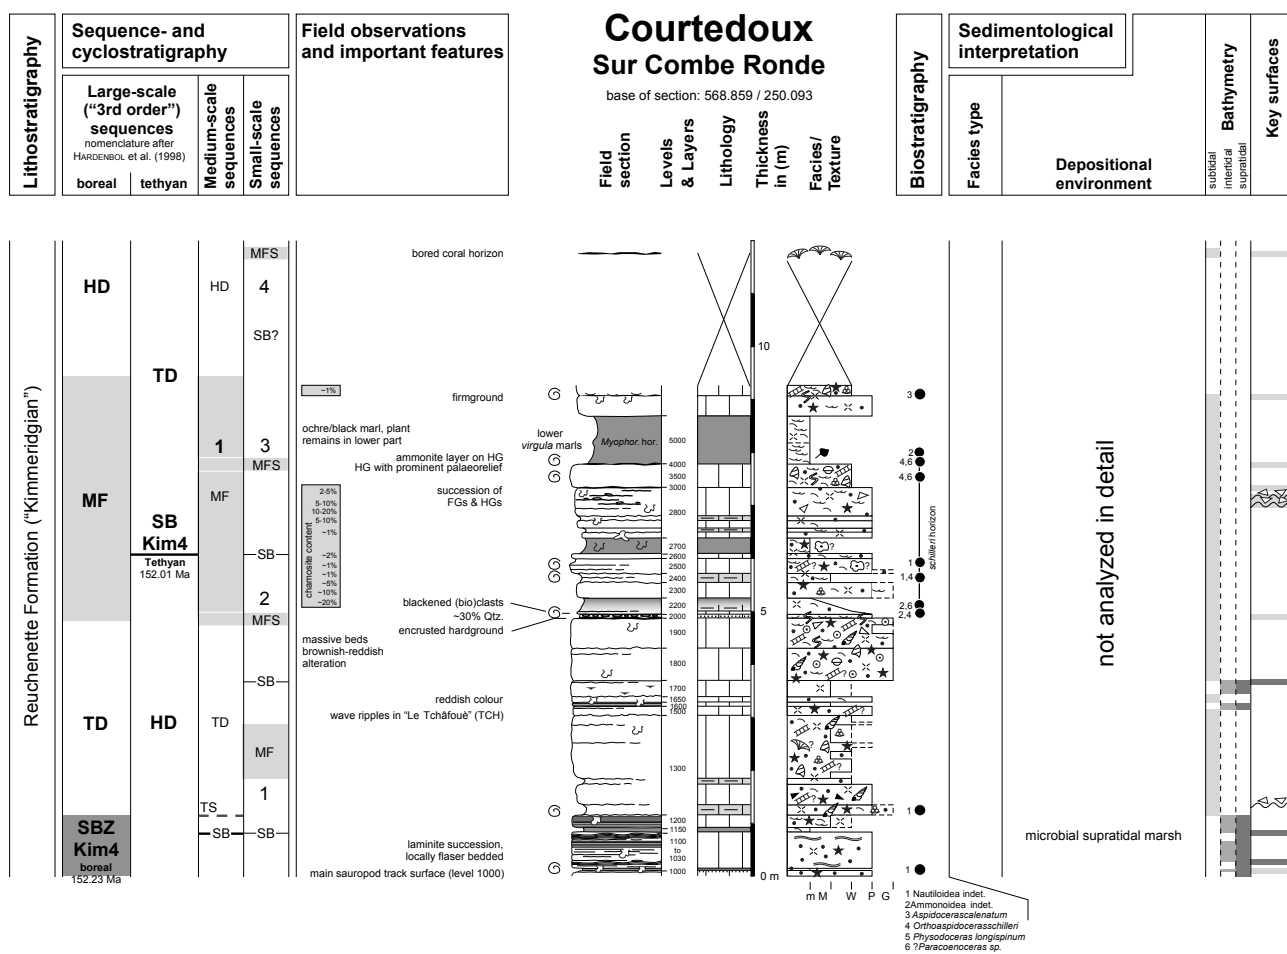 Courtedoux
Sur Combe Ronde
base of section: 568.859 / 250.093
Lithostratigraphy
Sequence- and
cyclostratigraphy
Large-scale
("3rd order")
sequences
nomenclature after
HARDENBOL et al. (1998)
boreal
tethyan
Medium-scale
sequences
Small-scale
sequences
Field observations
and important features
Field
section
Levels
& Layers
Lithology
Thickness
in (m)
Facies/
Texture
Biostratigraphy
Sedimentological
interpretation
Facies type
Depositional
environment
Bathymetry
subtidal
intertidal
supratidal
Key surfaces
Reuchenette Formation ("Kimmeridgian")
HD
MF
TD
SBZ
Kim4
boreal
152.23 Ma
TD
SB
Kim4
Tethyan
152.01 Ma
HD
HD
1
MF
TD
TS
SB
MFS
4
SB?
3
MFS
SB
2
MFS
SB
MF
1
SB
~1%
chamosite content
2-5%
5-10%
10-20%
5-10%
~1%
~2%
~1%
~1%
~5%
~10%
~20%
bored coral horizon
firmground
ochre/black marl, plant
remains in lower part
ammonite layer on HG
HG with prominent palaeorelief
succession of
FGs & HGs
blackened (bio)clasts
~30% Qtz.
encrusted hardground
massive beds
brownish-reddish
alteration
reddish colour
wave ripples in "Le Tchâfouè" (TCH)
laminite succession,
locally flaser bedded
main sauropod track surface (level 1000)
lower
virgula marls
Myophor. hor.
5000
4000
3500
3000
2800
2700
2600
2500
2400
2300
2200
2000
1900
1800
1700
1650
1600
1500
1300
1200
1150
1100
to
1030
1000
10
5
0 m
?
?
?
?
?
?
?
m M W P G
3
2
4,6
4,6
schilleri horizon
1
1,4
2,6
2,4
1
1
not analyzed in detail
microbial supratidal marsh
1 Nautiloidea indet.
2Ammonoidea indet.
3 Aspidocerascalenatum
4 Orthoaspidocerasschilleri
5 Physodoceras longispinum
6 ?Paracoenoceras sp.